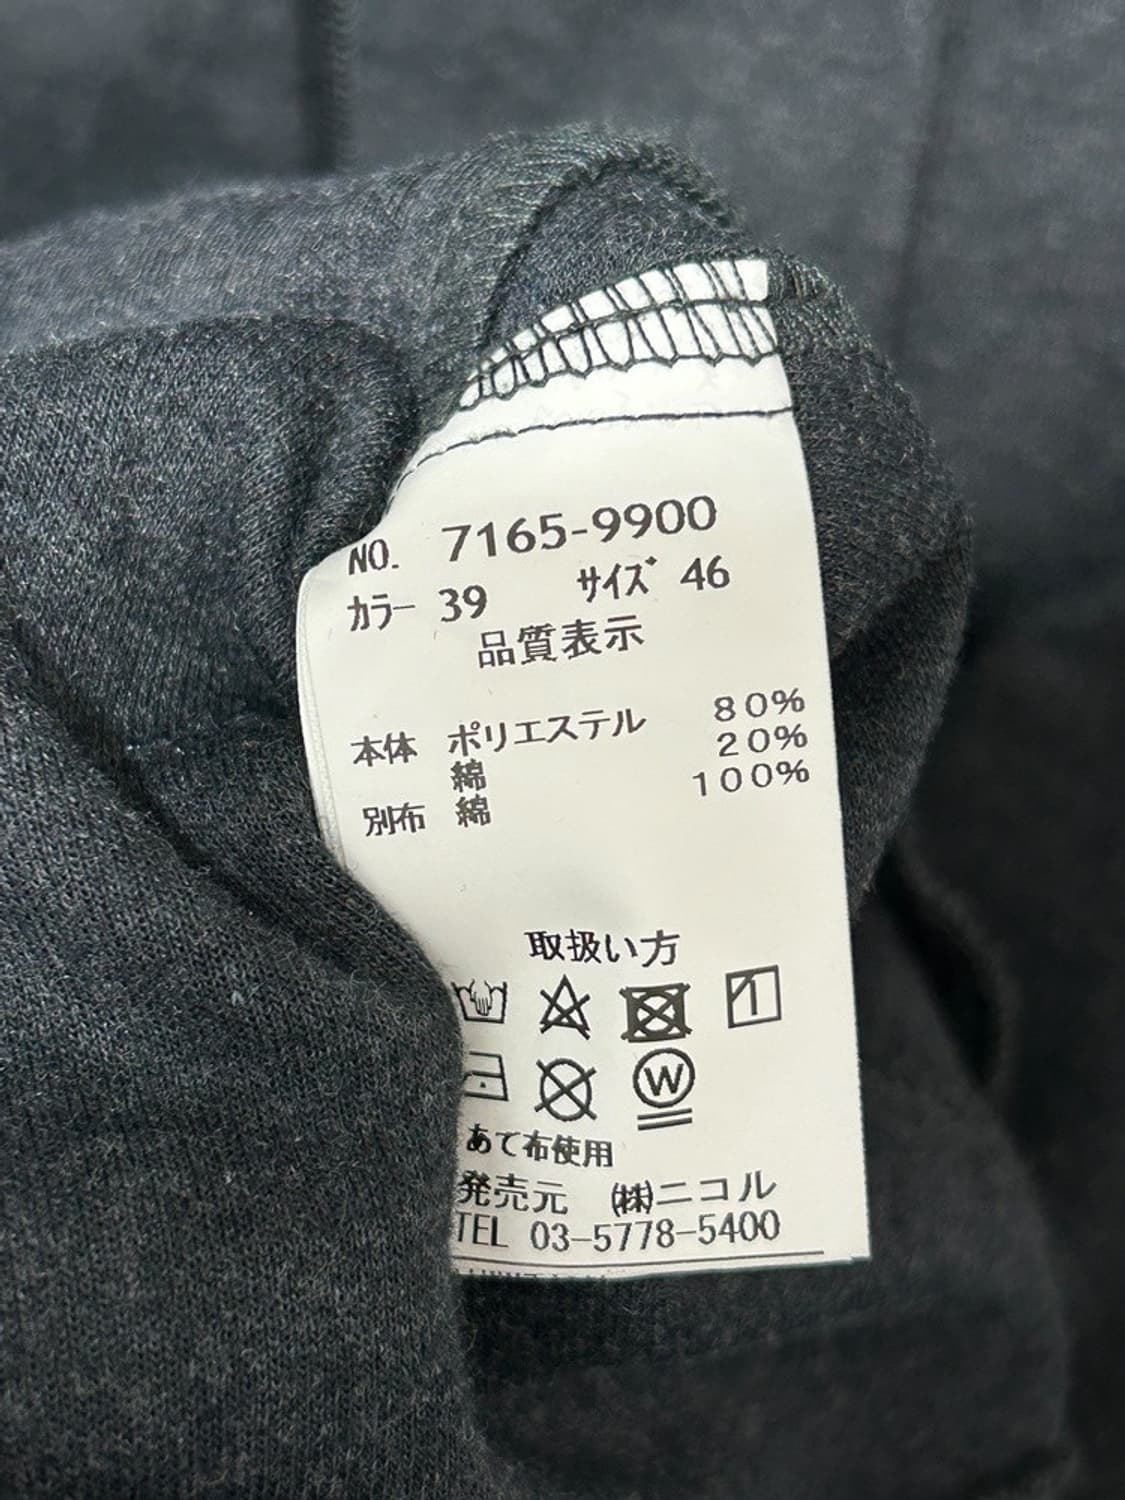 NO. 7165-9900
カラー 39 サイズ 46
品質表示
本体 ポリエステル 80%
綿 20%
別布 綿 100%
取扱い方
W
あて布使用
発売元 (株)ニコル
TEL 03-5778-5400